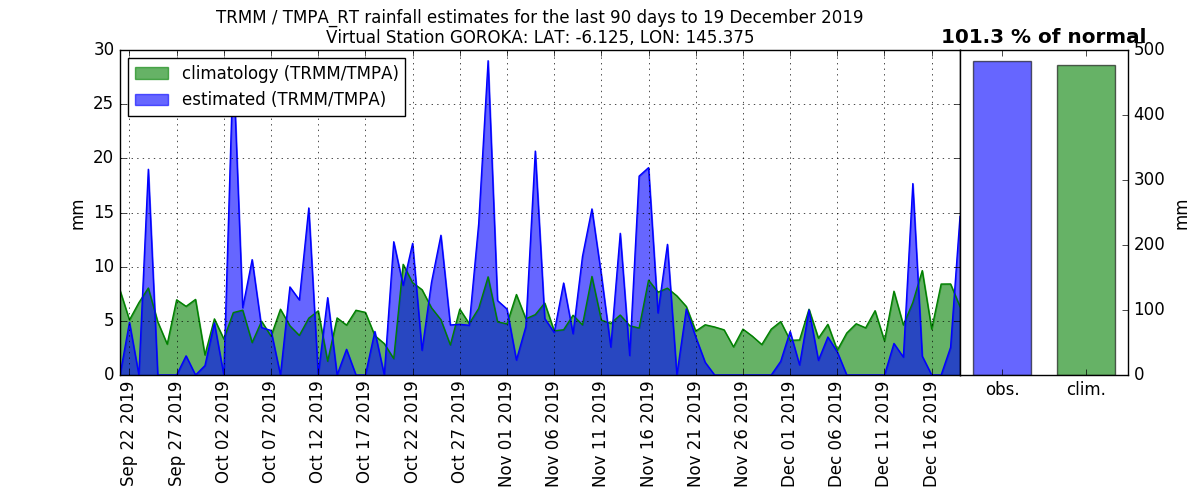 TRMM / TMPA_RT rainfall estimates for the last 90 days to 19 December 2019
Virtual Station GOROKA: LAT: -6.125, LON: 145.375
101.3 % of normal
climatology (TRMM/TMPA)
estimated (TRMM/TMPA)
mm
30
25
20
15
10
5
0
500
400
300
200
100
0
mm
Sep 22 2019
Sep 27 2019
Oct 02 2019
Oct 07 2019
Oct 12 2019
Oct 17 2019
Oct 22 2019
Oct 27 2019
Nov 01 2019
Nov 06 2019
Nov 11 2019
Nov 16 2019
Nov 21 2019
Nov 26 2019
Dec 01 2019
Dec 06 2019
Dec 11 2019
Dec 16 2019
obs.
clim.